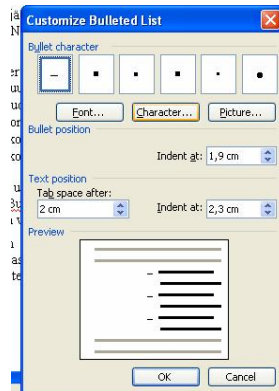 Customize Bulleted List
Bullet character
Font... Character... Picture...
Bullet position
Indent at: 1,9 cm
Text position
Tab space after:
2 cm Indent at: 2,3 cm
Preview
OK Cancel